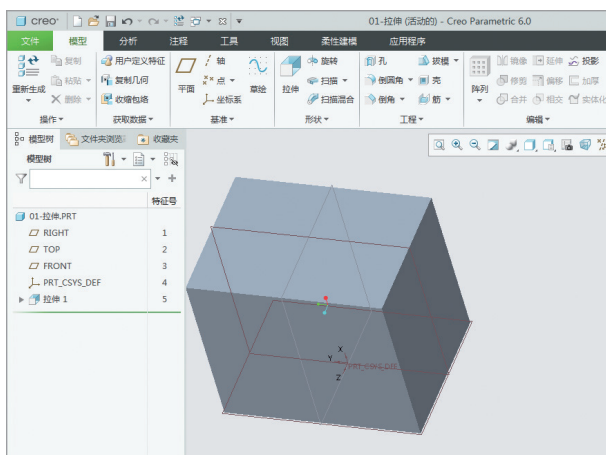 creo 01-拉伸 (活动的) - Creo Parametric 6.0
文件 模型 分析 注释 工具 视图 柔性建模 应用程序
重新生成 复制 粘贴 删除
用户定义特征 复制几何 收缩包络
平面 轴 点 坐标系 草绘
拉伸 旋转 扫描 扫描混合
孔 倒圆角 倒角 拔模 壳 筋
阵列 镜像 延伸 投影
修剪 偏移 加厚
合并 相交 实体化
操作 获取数据 基准 形状 工程 编辑
模型树 文件夹浏览 收藏夹
模型树
特征号
01-拉伸.PRT
RIGHT 1
TOP 2
FRONT 3
PRT_CSYS_DEF 4
拉伸 1 5
X
Y PRT_CSYS_DEF
Z